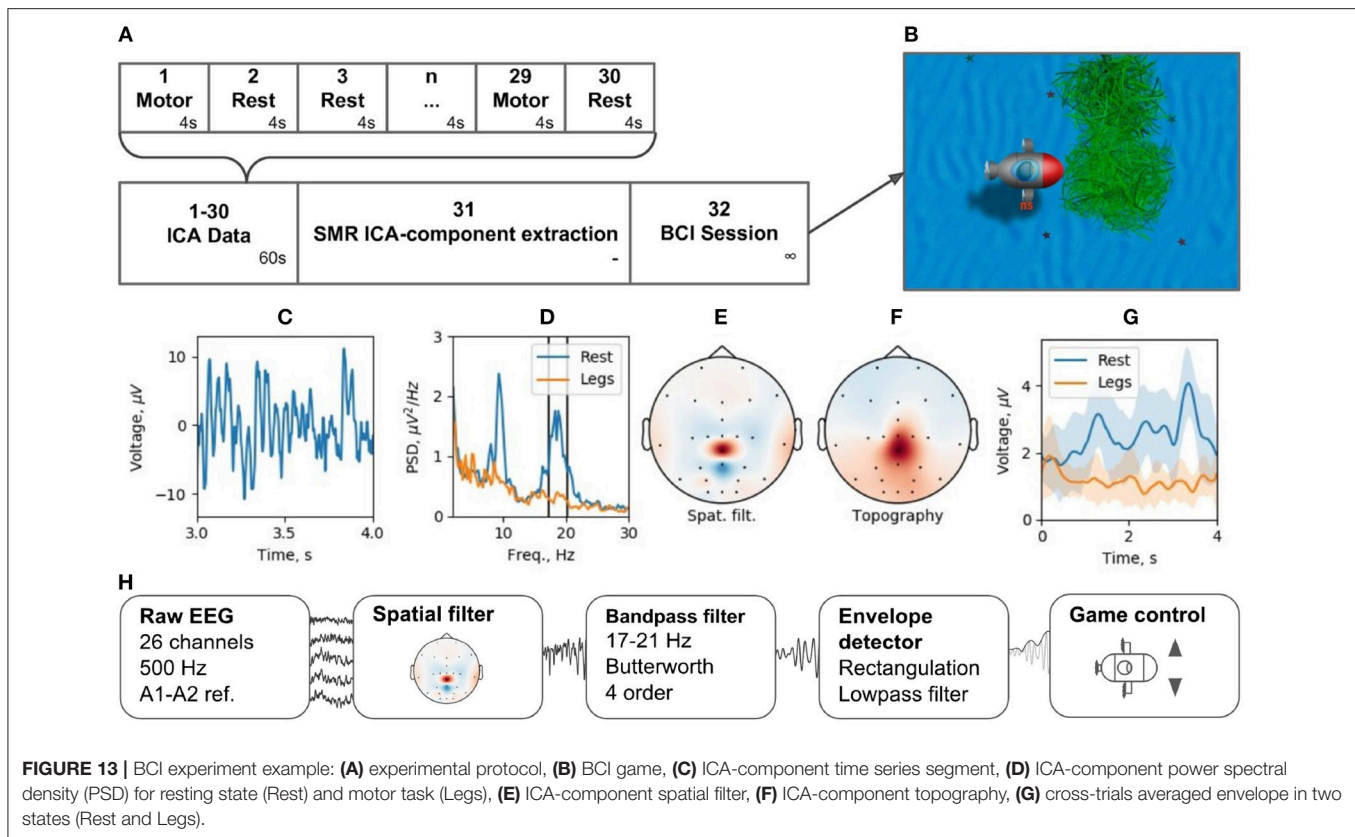 A
1
Motor
4s
2
Rest
4s
3
Rest
4s
n
...
4s
29
Motor
4s
30
Rest
4s
1-30
ICA Data
60s
31
SMR ICA-component extraction
-
32
BCI Session
∞
B
ns
C
10
0
−10
Voltage, μV
3.0
3.5
4.0
Time, s
D
3
2
1
0
PSD, μV²/Hz
Rest
Legs
10
20
30
Freq., Hz
E
Spat. filt.
F
Topography
G
Rest
Legs
4
2
0
Voltage, μV
0
2
4
Time, s
H
Raw EEG
26 channels
500 Hz
A1-A2 ref.
Spatial filter
Bandpass filter
17-21 Hz
Butterworth
4 order
Envelope
detector
Rectangulation
Lowpass filter
Game control
FIGURE 13 | BCI experiment example: (A) experimental protocol, (B) BCI game, (C) ICA-component time series segment, (D) ICA-component power spectral
density (PSD) for resting state (Rest) and motor task (Legs), (E) ICA-component spatial filter, (F) ICA-component topography, (G) cross-trials averaged envelope in two
states (Rest and Legs).